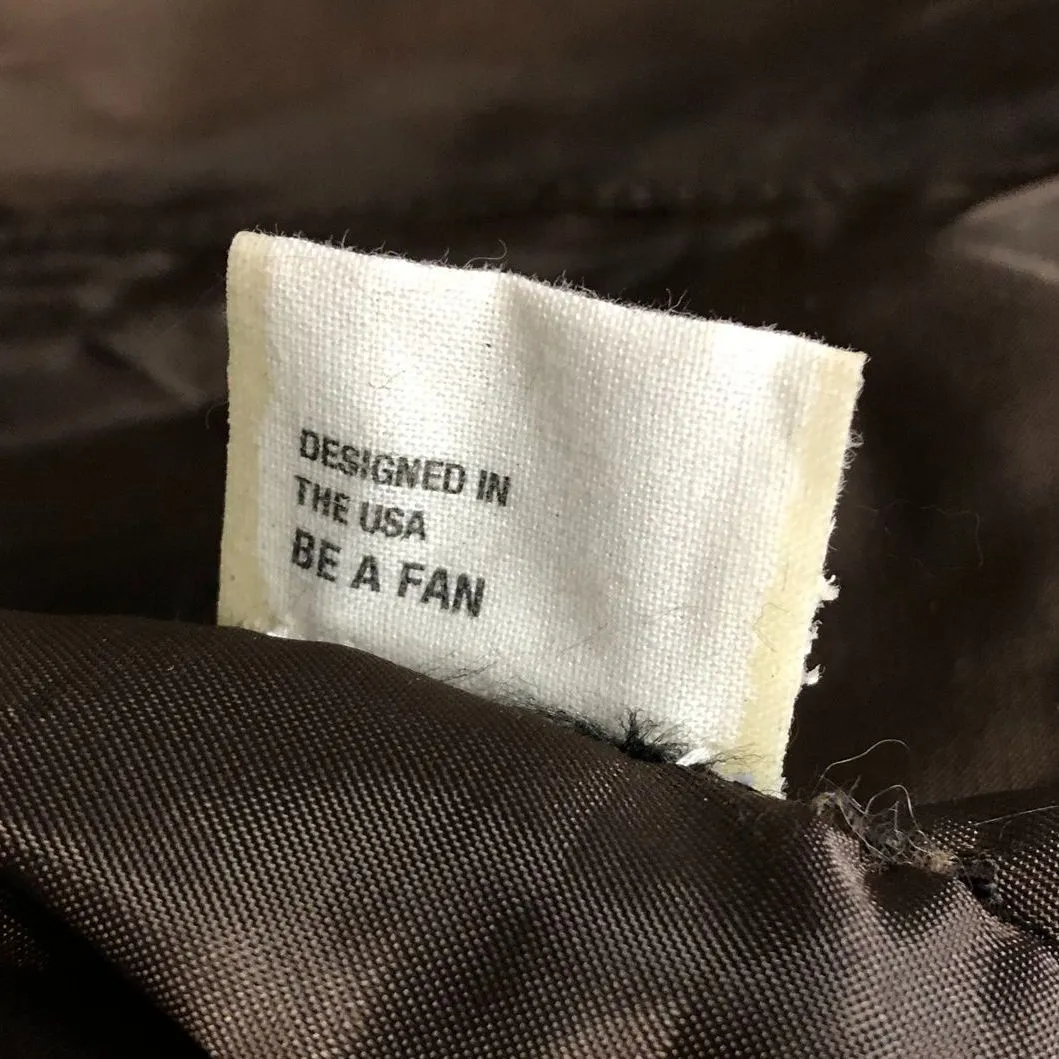 DESIGNED IN
THE USA
BE A FAN